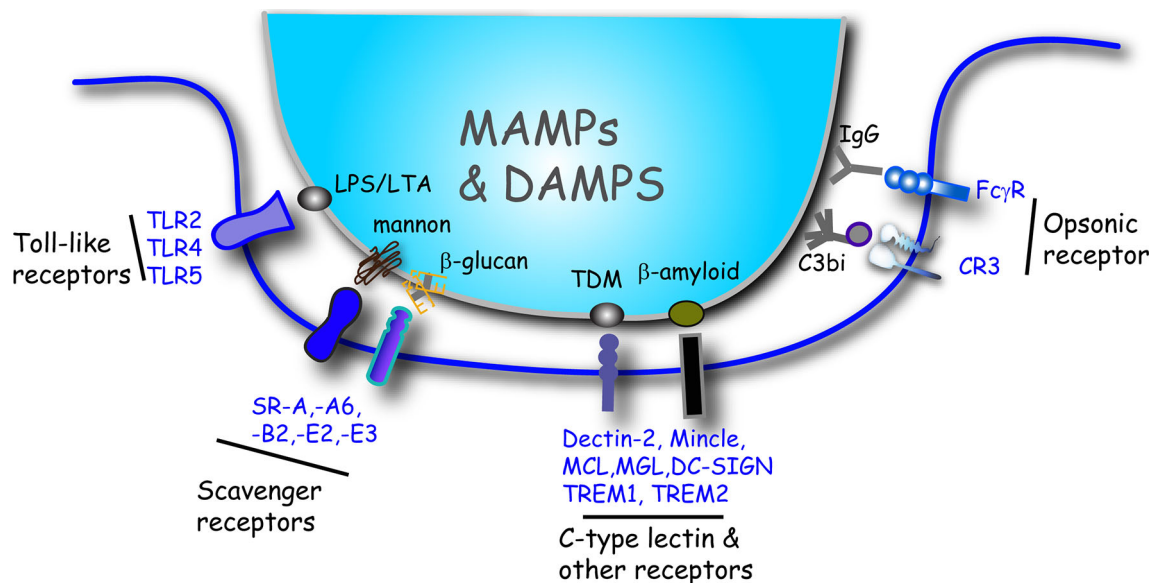 MAMPs
& DAMPS
LPS/LTA
mannon
β-glucan
TDM
β-amyloid
IgG
FcγR
C3bi
CR3
Opsonic
receptor
TLR2
TLR4
TLR5
Toll-like
receptors
SR-A,-A6,
-B2,-E2,-E3
Scavenger
receptors
Dectin-2, Mincle,
MCL,MGL,DC-SIGN
TREM1, TREM2
C-type lectin &
other receptors